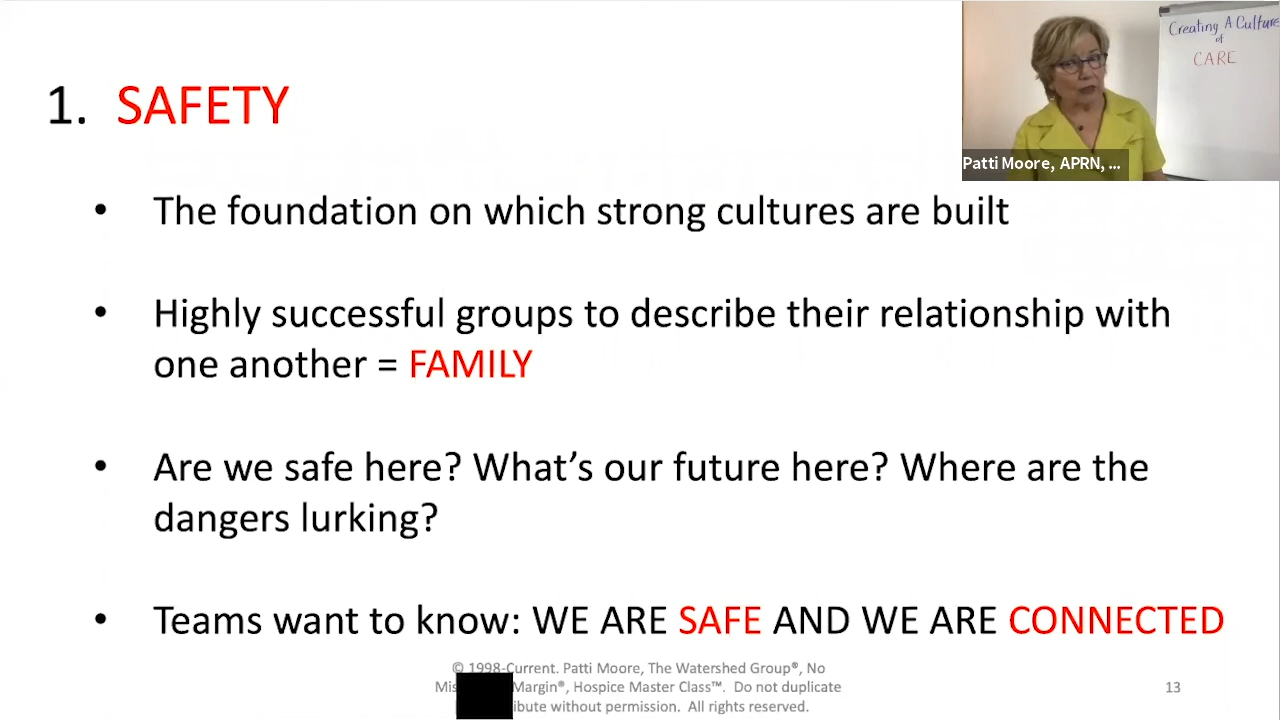 1. SAFETY
• The foundation on which strong cultures are built
• Highly successful groups to describe their relationship with
one another = FAMILY
• Are we safe here? What’s our future here? Where are the
dangers lurking?
• Teams want to know: WE ARE SAFE AND WE ARE CONNECTED
Creating A Culture
of
CARE
Patti Moore, APRN, ...
© 1998-Current. Patti Moore, The Watershed Group®, No
Margin®, Hospice Master Class™. Do not duplicate
without permission. All rights reserved.
13